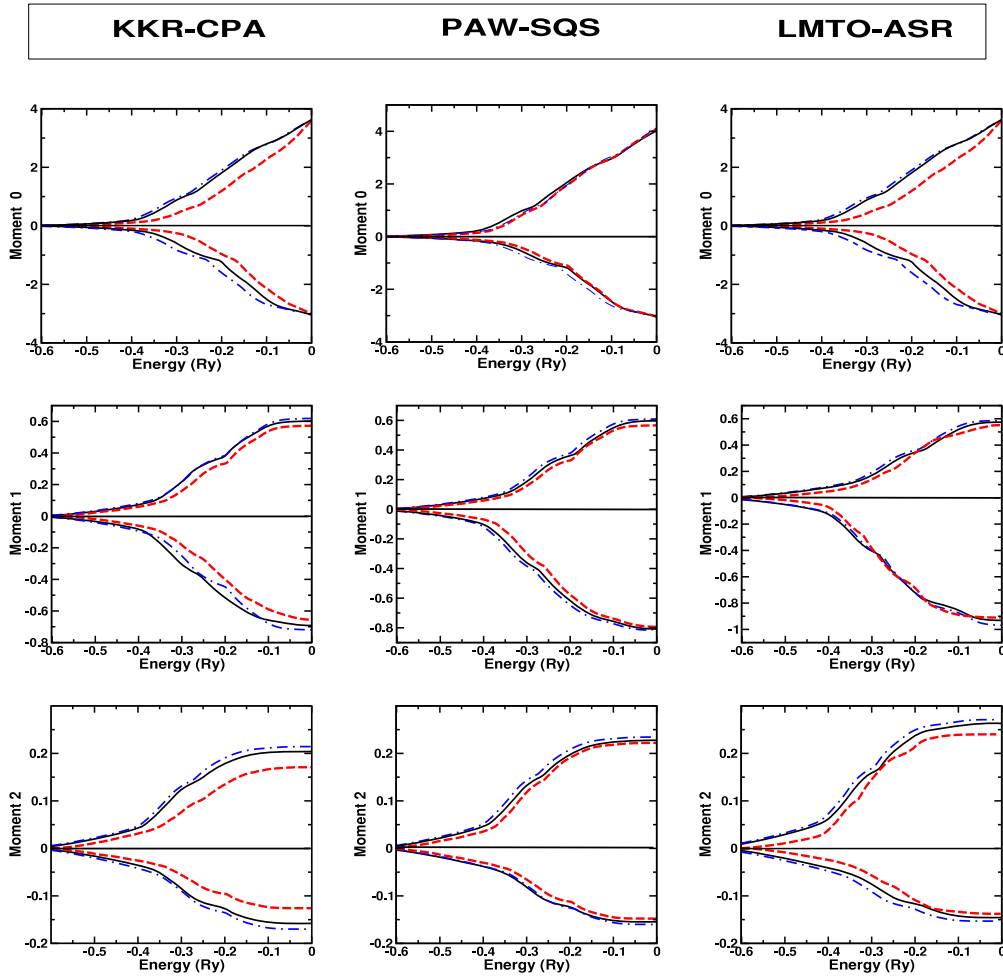 KKR-CPA PAW-SQS LMTO-ASR
4 4 4
2 2 2
0 0 0
-2 -2 -2
-4 -4 -4
Moment 0 Moment 0 Moment 0
-0.6 -0.5 -0.4 -0.3 -0.2 -0.1 0 -0.6 -0.5 -0.4 -0.3 -0.2 -0.1 0 -0.6 -0.5 -0.4 -0.3 -0.2 -0.1 0
Energy (Ry) Energy (Ry) Energy (Ry)
0.6 0.6 0.6
0.4 0.4 0.4
0.2 0.2 0.2
0 0 0
-0.2 -0.2 -0.2
-0.4 -0.4 -0.4
-0.6 -0.6 -0.6
-0.8 -0.8 -0.8
-1
Moment 1 Moment 1 Moment 1
-0.6 -0.5 -0.4 -0.3 -0.2 -0.1 0 -0.6 -0.5 -0.4 -0.3 -0.2 -0.1 0 -0.6 -0.5 -0.4 -0.3 -0.2 -0.1 0
Energy (Ry) Energy (Ry) Energy (Ry)
0.2 0.2 0.2
0.1 0.1 0.1
0 0 0
-0.1 -0.1 -0.1
-0.2 -0.2 -0.2
Moment 2 Moment 2 Moment 2
-0.6 -0.5 -0.4 -0.3 -0.2 -0.1 0 -0.6 -0.5 -0.4 -0.3 -0.2 -0.1 0 -0.6 -0.5 -0.4 -0.3 -0.2 -0.1 0
Energy (Ry) Energy (Ry) Energy (Ry)